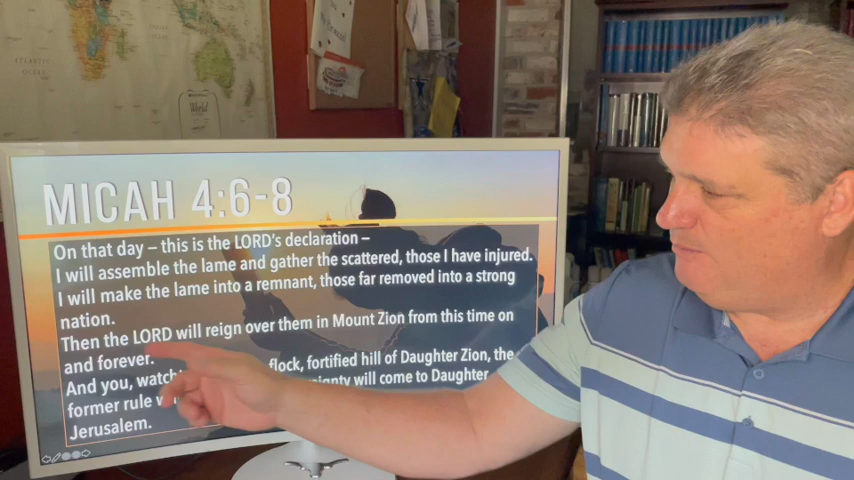 ATLANTIC
OCEAN
World
MICAH 4:6-8
On that day – this is the LORD's declaration –
I will assemble the lame and gather the scattered, those I have injured.
I will make the lame into a remnant, those far removed into a strong
nation.
Then the LORD will reign over them in Mount Zion from this time on
and forever.
And you, flock, fortified hill of Daughter Zion, the
former rule will come to Daughter
Jerusalem.